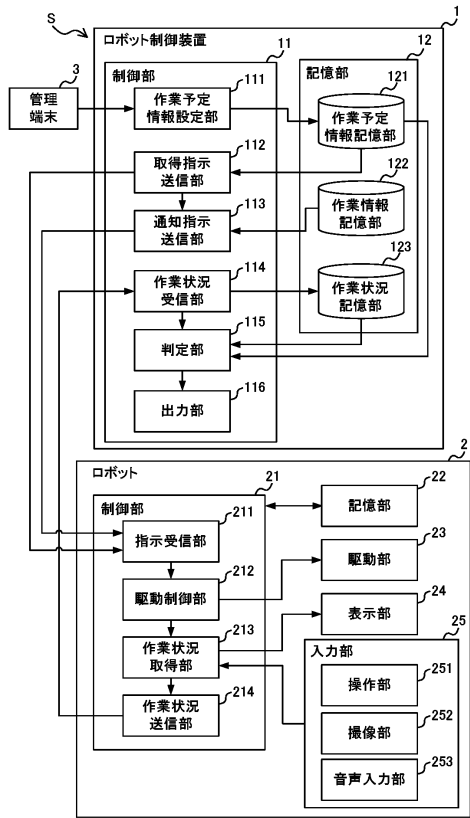 S
1
ロボット制御装置
3
管理
端末
11
制御部
12
記憶部
111
作業予定
情報設定部
121
作業予定
情報記憶部
112
取得指示
送信部
122
作業情報
記憶部
113
通知指示
送信部
114
作業状況
受信部
123
作業状況
記憶部
115
判定部
116
出力部
2
ロボット
21
制御部
22
記憶部
211
指示受信部
23
駆動部
212
駆動制御部
24
表示部
213
作業状況
取得部
25
入力部
251
操作部
214
作業状況
送信部
252
撮像部
253
音声入力部